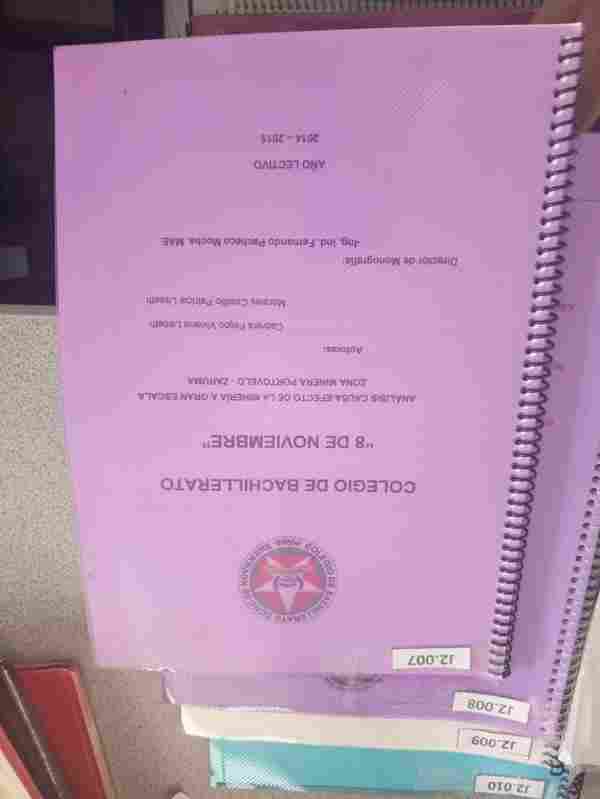 J2.010
J2.009
J2.008
J2.007
COLEGIO DE BACHILLERATO
“8 DE NOVIEMBRE”
ANÁLISIS CAUSA-EFECTO DE LA MINERÍA A GRAN ESCALA
ZONA MINERA PORTOVELO - ZARUMA
Autoras:
Cabrera Feijoo Viviana Lisbeth
Morales Castillo Patricia Lisseth
Director de Monografía:
Ing. Ind. Fernando Pacheco Mocha. MAE.
AÑO LECTIVO
2014 – 2015